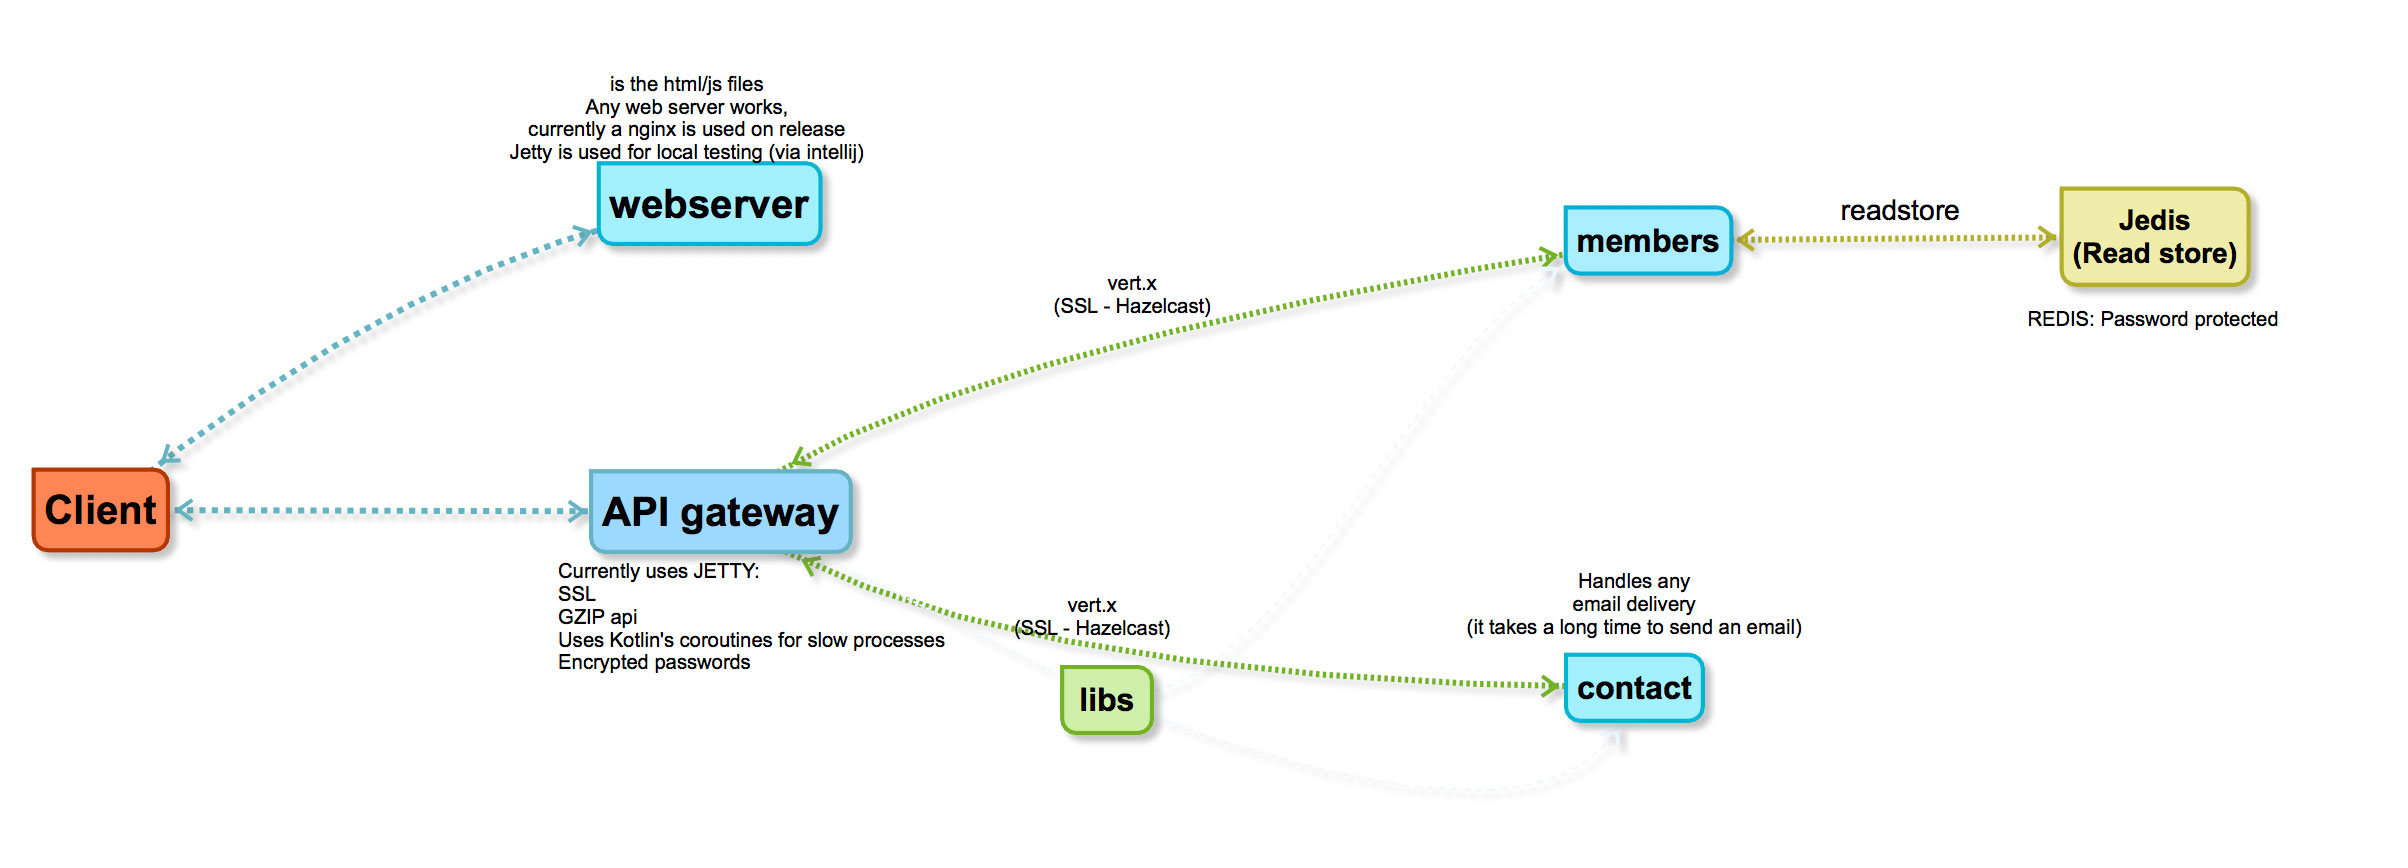 is the html/js files
Any web server works,
currently a nginx is used on release
Jetty is used for local testing (via intellij)
webserver
members
readstore
Jedis
(Read store)
REDIS: Password protected
vert.x
(SSL - Hazelcast)
Client
API gateway
Currently uses JETTY:
SSL
GZIP api
Uses Kotlin's coroutines for slow processes
Encrypted passwords
vert.x
(SSL - Hazelcast)
libs
Handles any
email delivery
(it takes a long time to send an email)
contact